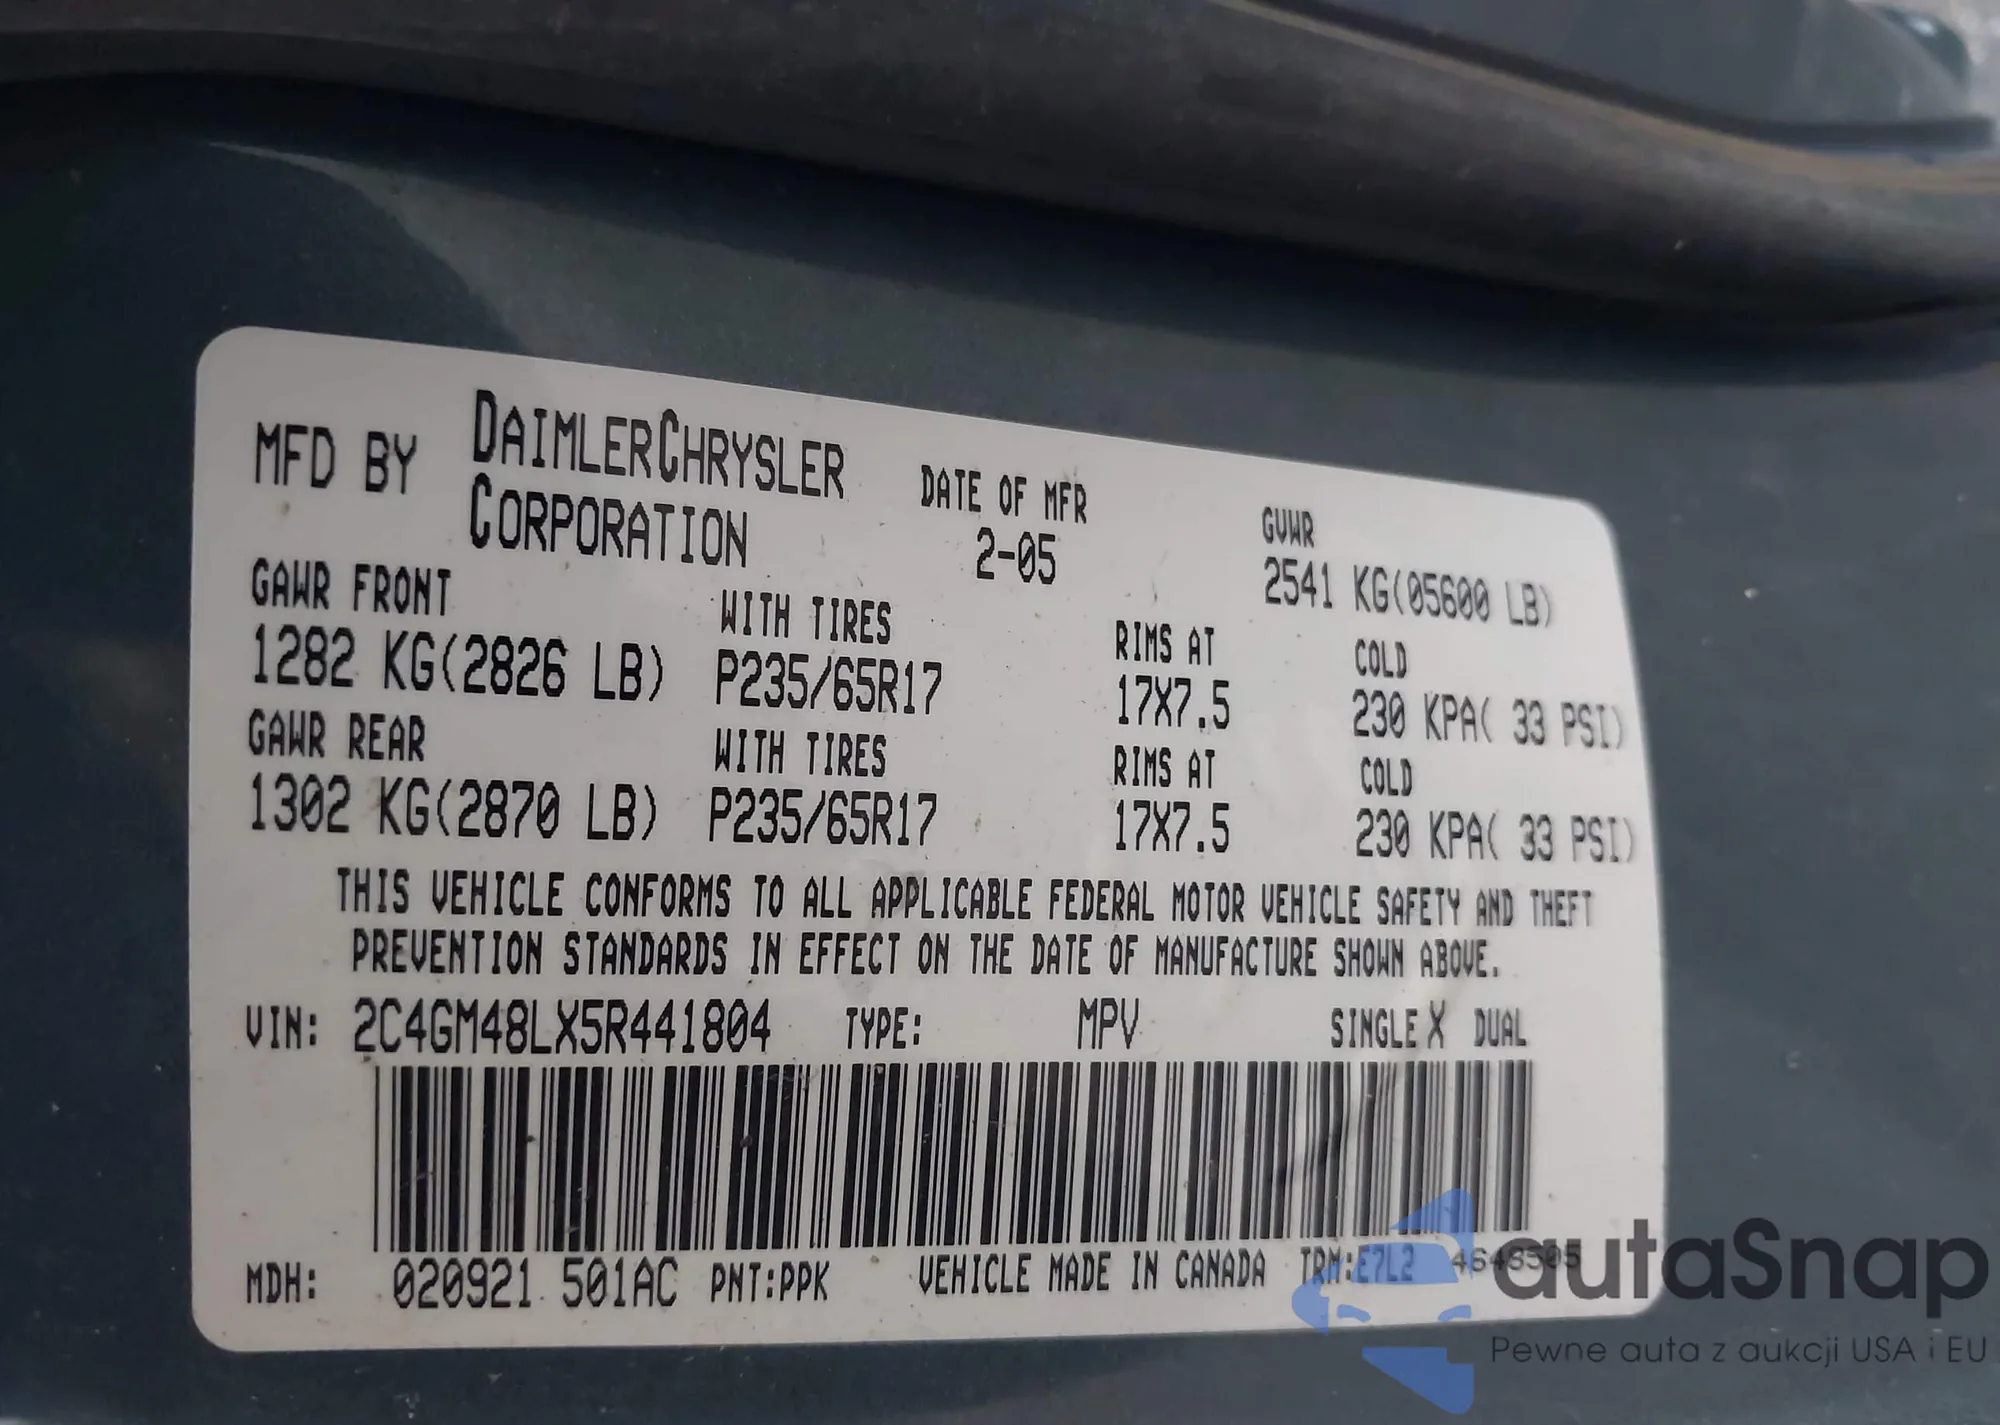 MFD BY DAIMLERCHRYSLER CORPORATION DATE OF MFR 2-05 GVWR 2541 KG(05600 LB)
GAWR FRONT WITH TIRES RIMS AT COLD
1282 KG(2826 LB) P235/65R17 17X7.5 230 KPA( 33 PSI)
GAWR REAR WITH TIRES RIMS AT COLD
1302 KG(2870 LB) P235/65R17 17X7.5 230 KPA( 33 PSI)
THIS VEHICLE CONFORMS TO ALL APPLICABLE FEDERAL MOTOR VEHICLE SAFETY AND THEFT
PREVENTION STANDARDS IN EFFECT ON THE DATE OF MANUFACTURE SHOWN ABOVE.
VIN: 2C4GM48LX5R441804 TYPE: MPV SINGLE X DUAL
MDH: 020921 501AC PNT:PPK VEHICLE MADE IN CANADA TRM:E7L2
autaSnap
Pewne auta z aukcji USA i EU